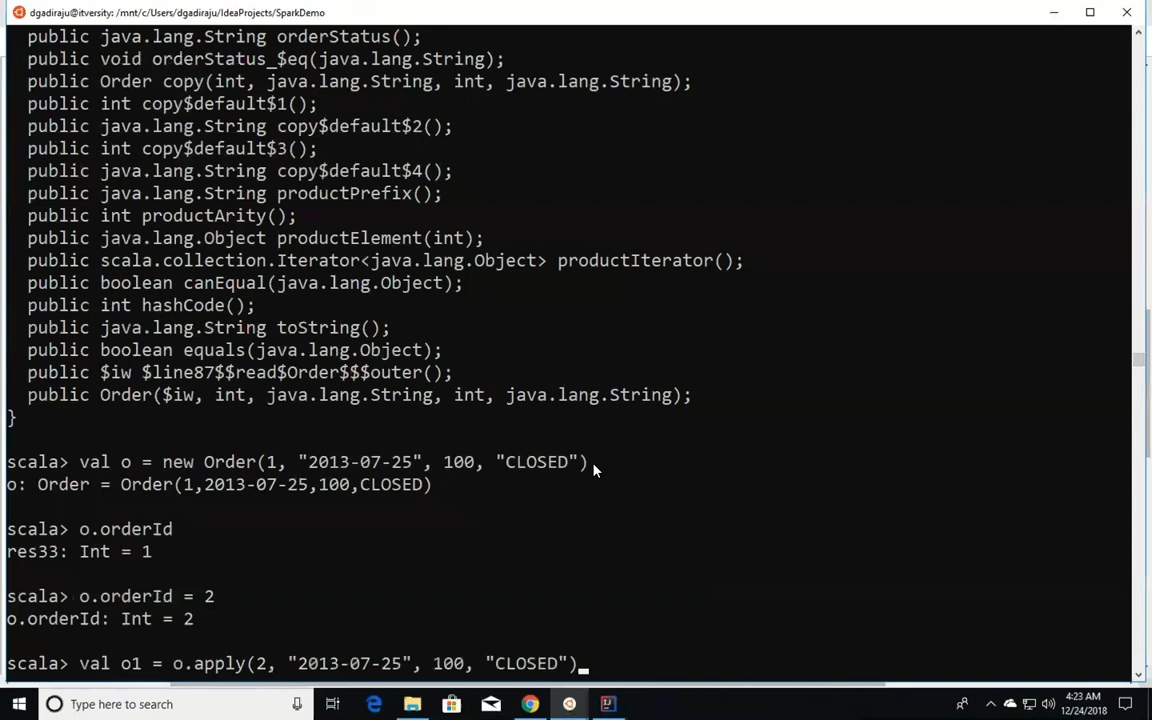 dgadiraju@itversity: /mnt/c/Users/dgadiraju/IdeaProjects/SparkDemo
public java.lang.String orderStatus();
public void orderStatus_$eq(java.lang.String);
public Order copy(int, java.lang.String, int, java.lang.String);
public int copy$default$1();
public java.lang.String copy$default$2();
public int copy$default$3();
public java.lang.String copy$default$4();
public java.lang.String productPrefix();
public int productArity();
public java.lang.Object productElement(int);
public scala.collection.Iterator<java.lang.Object> productIterator();
public boolean canEqual(java.lang.Object);
public int hashCode();
public java.lang.String toString();
public boolean equals(java.lang.Object);
public $iw $line87$$read$Order$$$outer();
public Order($iw, int, java.lang.String, int, java.lang.String);
}
scala> val o = new Order(1, "2013-07-25", 100, "CLOSED")
o: Order = Order(1,2013-07-25,100,CLOSED)
scala> o.orderId
res33: Int = 1
scala> o.orderId = 2
o.orderId: Int = 2
scala> val o1 = o.apply(2, "2013-07-25", 100, "CLOSED")
Type here to search
4:23 AM
12/24/2018